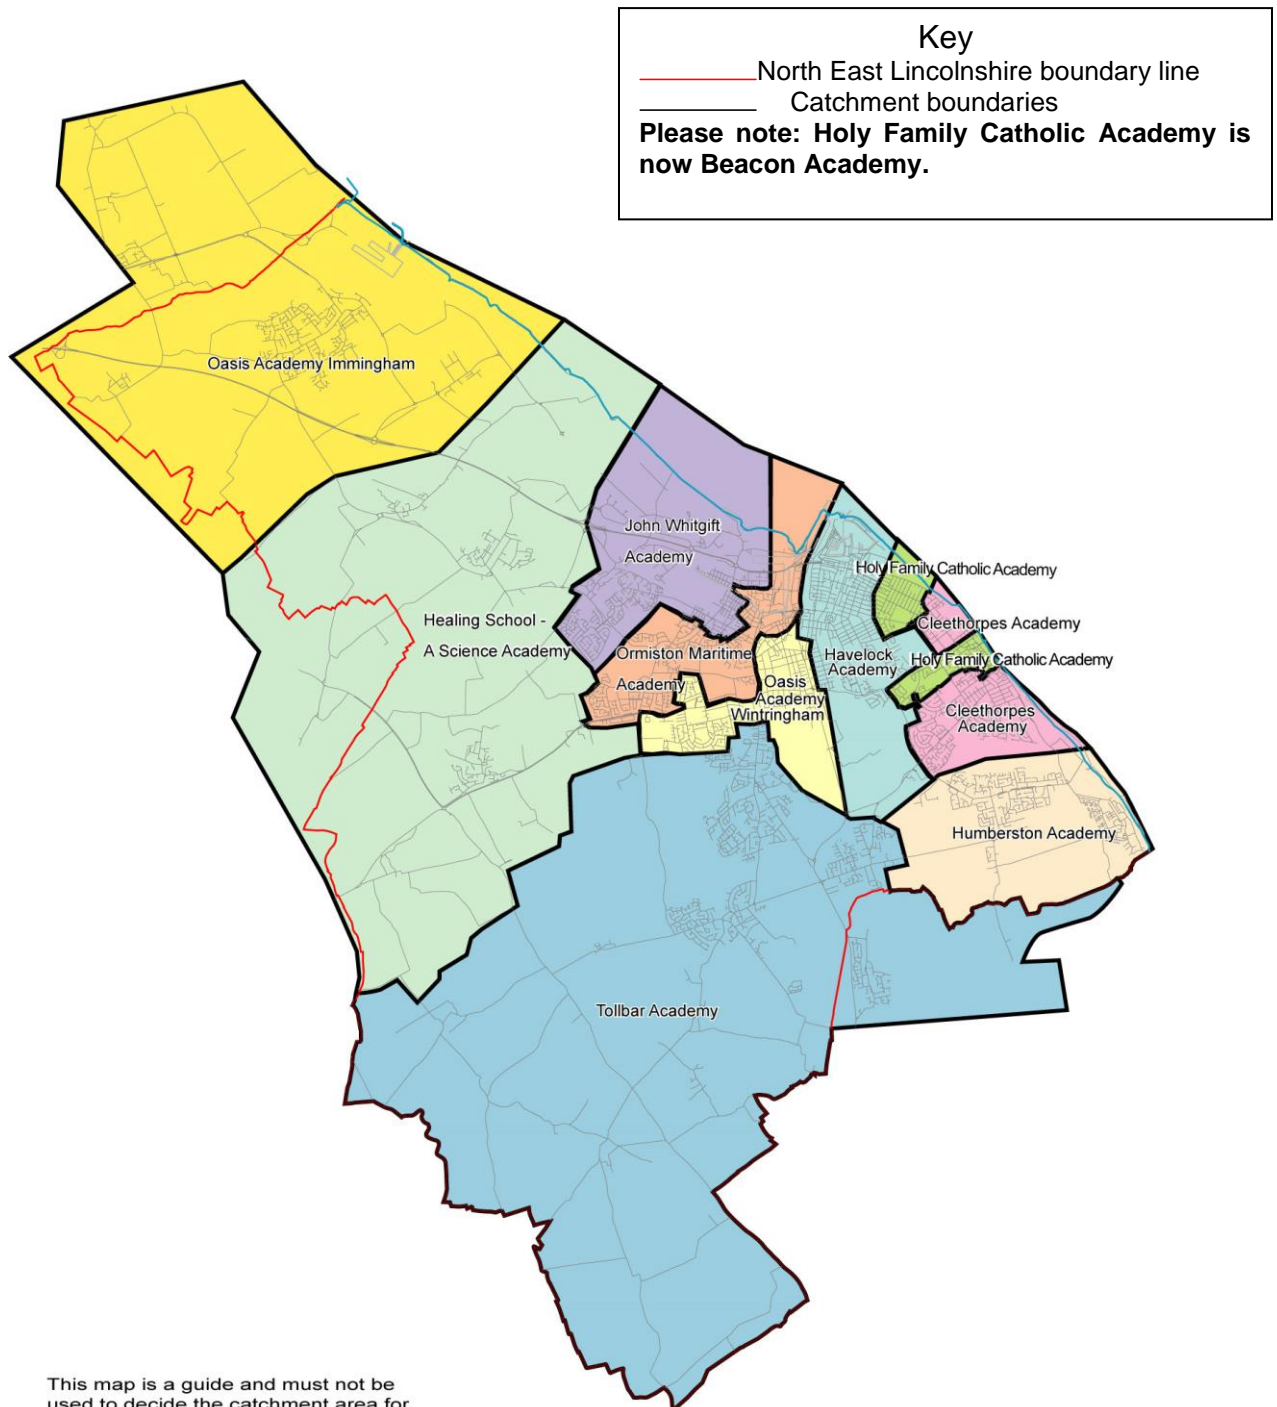 Key
North East Lincolnshire boundary line
Catchment boundaries
Please note: Holy Family Catholic Academy is
now Beacon Academy.
Oasis Academy Immingham
John Whitgift
Academy
Holy Family Catholic Academy
Healing School -
A Science Academy
Cleethorpes Academy
Ormiston Maritime
Academy
Havelock
Academy
Holy Family Catholic Academy
Oasis
Academy
Wintringham
Cleethorpes
Academy
Humberston Academy
Tollbar Academy
This map is a guide and must not be
used to decide the catchment area for